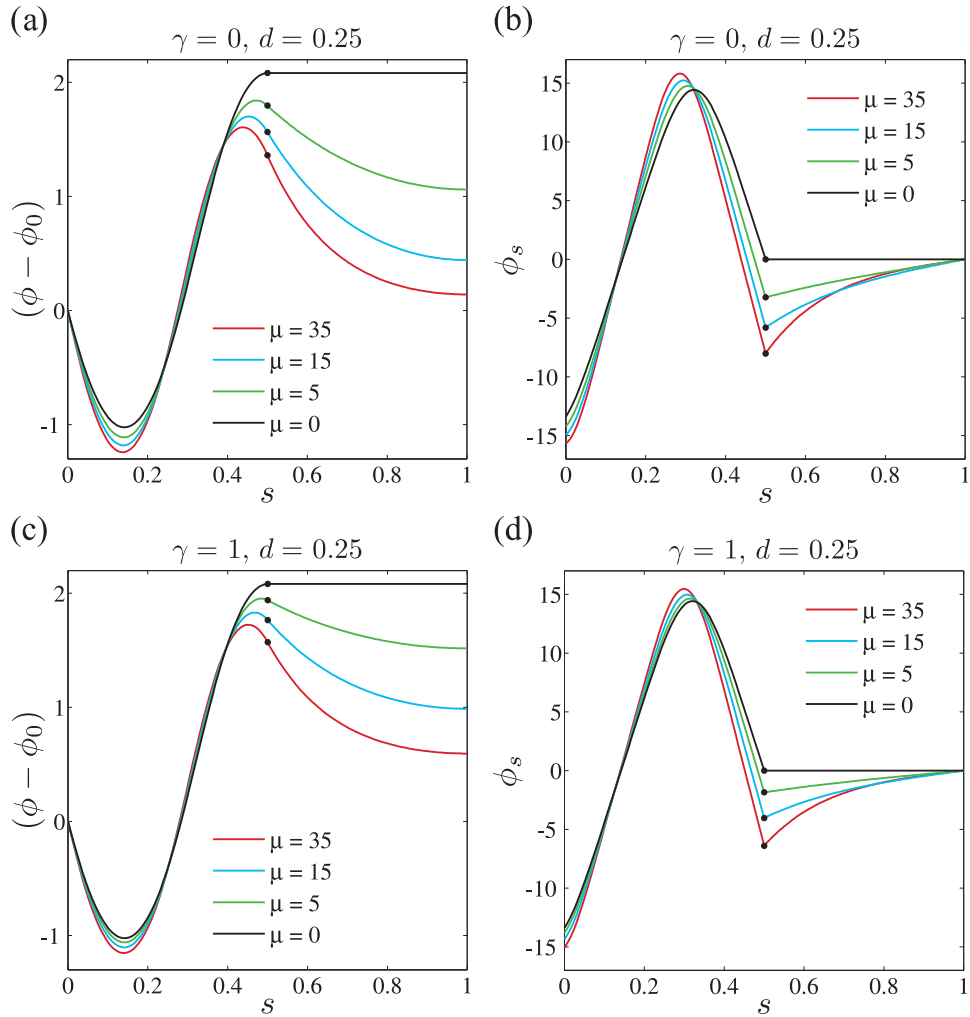 (a)
γ = 0, d = 0.25
2
1
0
-1
(ϕ − ϕ₀)
μ = 35
μ = 15
μ = 5
μ = 0
0 0.2 0.4 0.6 0.8 1
s
(b)
γ = 0, d = 0.25
15
10
5
0
-5
-10
-15
ϕₛ
μ = 35
μ = 15
μ = 5
μ = 0
0 0.2 0.4 0.6 0.8 1
s
(c)
γ = 1, d = 0.25
2
1
0
-1
(ϕ − ϕ₀)
μ = 35
μ = 15
μ = 5
μ = 0
0 0.2 0.4 0.6 0.8 1
s
(d)
γ = 1, d = 0.25
15
10
5
0
-5
-10
-15
ϕₛ
μ = 35
μ = 15
μ = 5
μ = 0
0 0.2 0.4 0.6 0.8 1
s